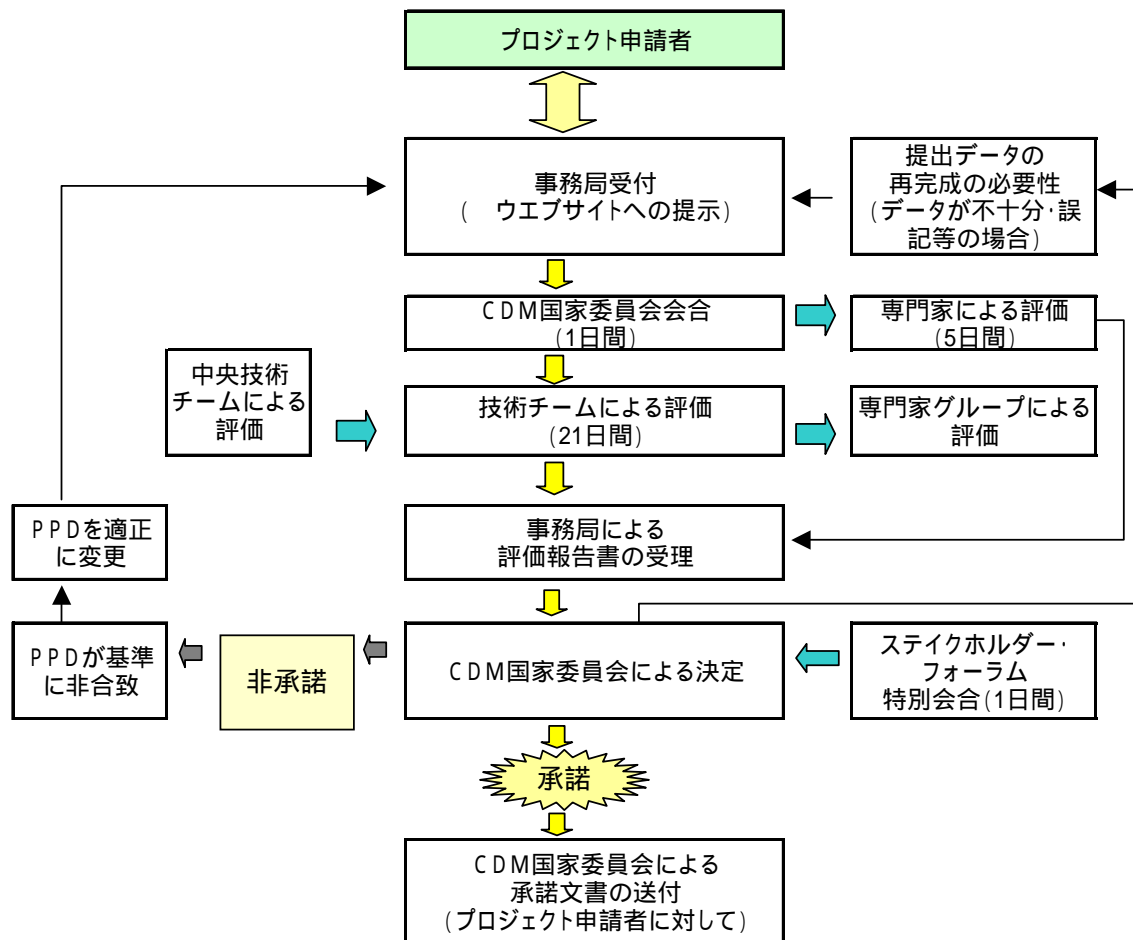 プロジェクト申請者
事務局受付
( ウエブサイトへの提示)
提出データの
再完成の必要性
(データが不十分・誤
記等の場合)
CDM国家委員会会合
(1日間)
専門家による評価
(5日間)
中央技術
チームによる
評価
技術チームによる評価
(21日間)
専門家グループによる
評価
PPDを適正
に変更
事務局による
評価報告書の受理
PPDが基準
に非合致
非承諾
CDM国家委員会による決定
ステイクホルダー・
フォーラム
特別会合(1日間)
承諾
CDM国家委員会による
承諾文書の送付
(プロジェクト申請者に対して)